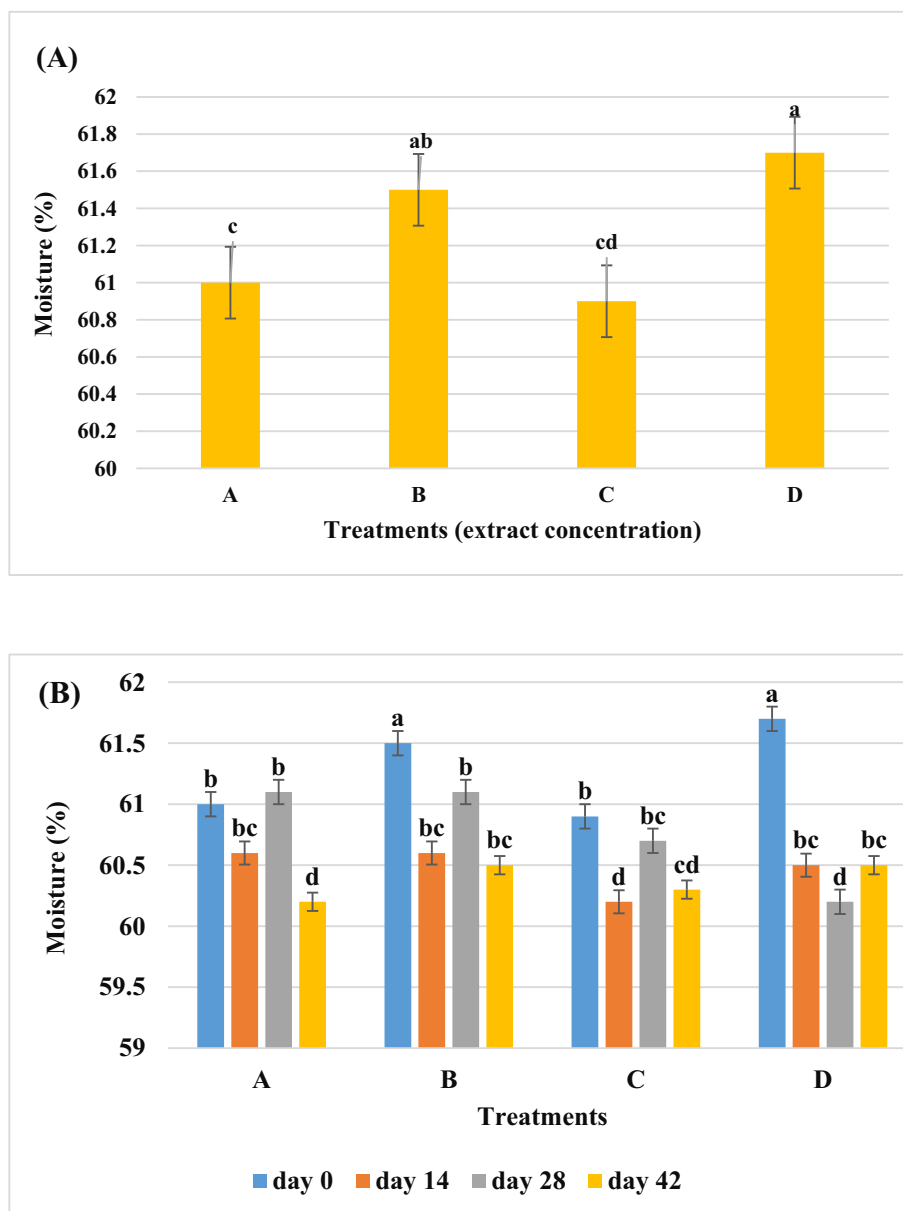 (A)
62
61.8
61.6
61.4
61.2
61
60.8
60.6
60.4
60.2
60
Moisture (%)
c
ab
cd
a
A B C D
Treatments (extract concentration)
(B)
62
61.5
61
60.5
60
59.5
59
Moisture (%)
b bc b d
a bc b bc
b d bc cd
a bc d bc
A B C D
Treatments
day 0 day 14 day 28 day 42